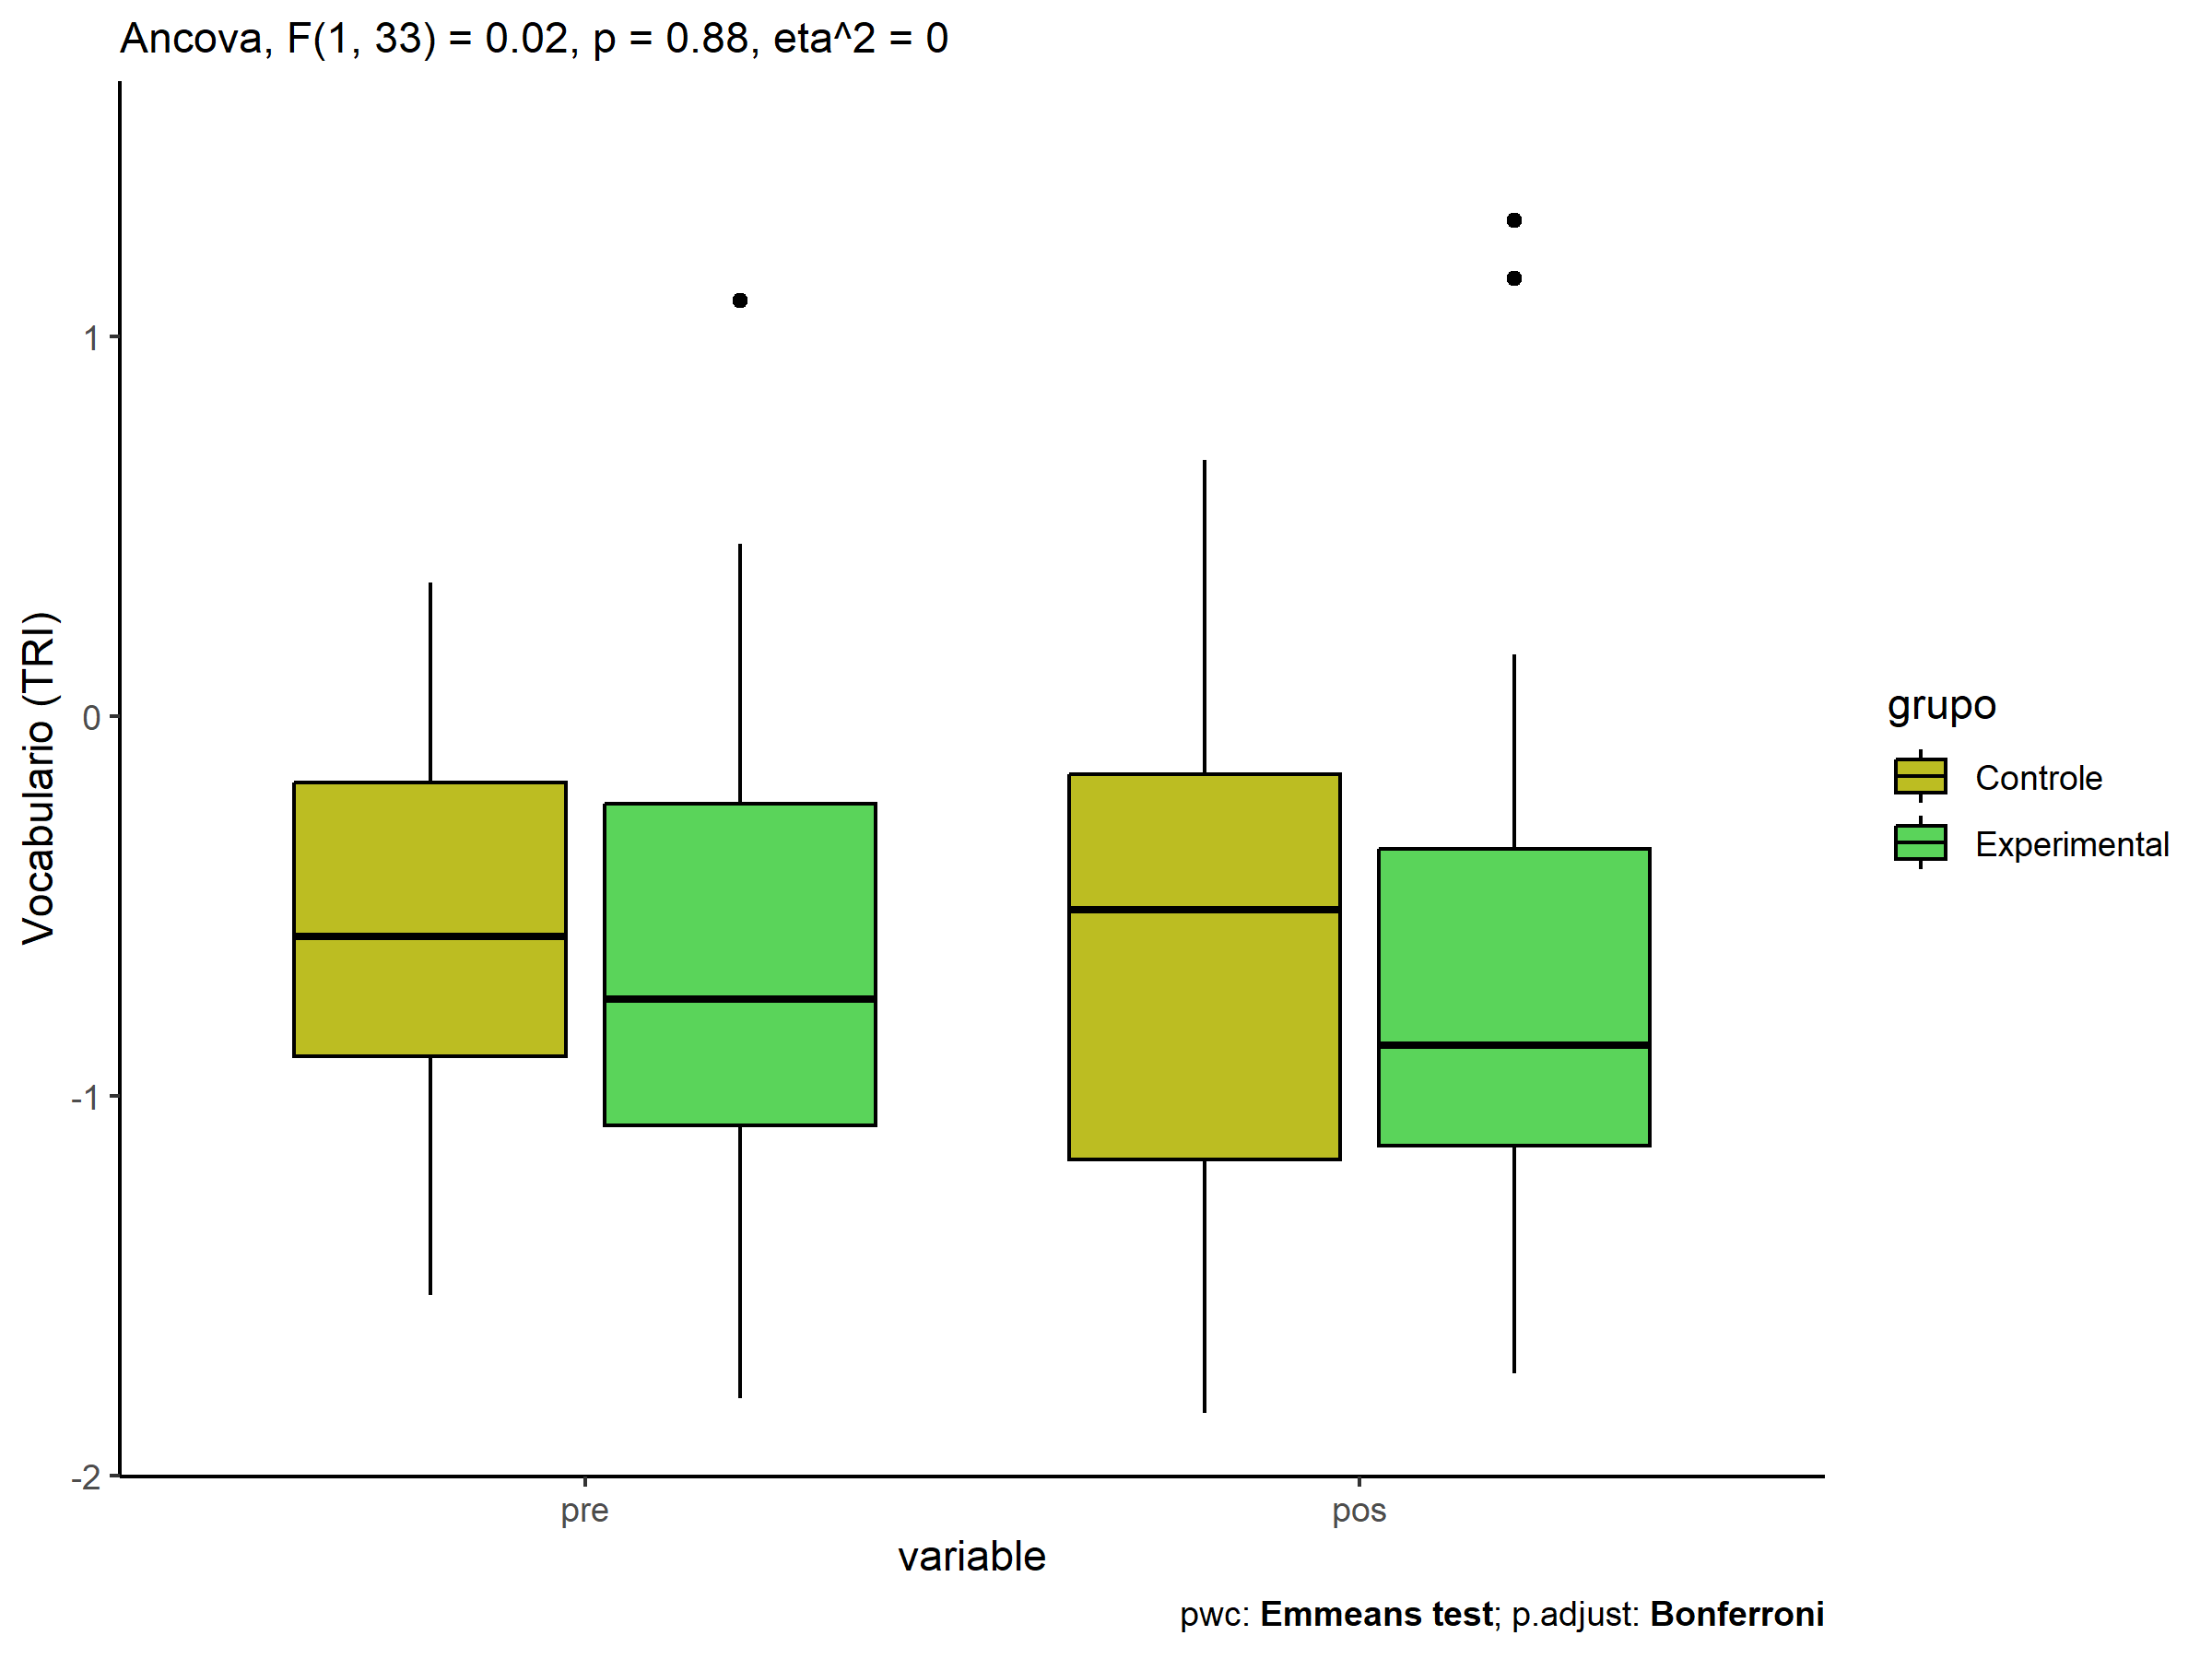 Ancova, F(1, 33) = 0.02, p = 0.88, eta^2 = 0
Vocabulario (TRI)
1
0
-1
-2
pre
pos
variable
grupo
Controle
Experimental
pwc: Emmeans test; p.adjust: Bonferroni